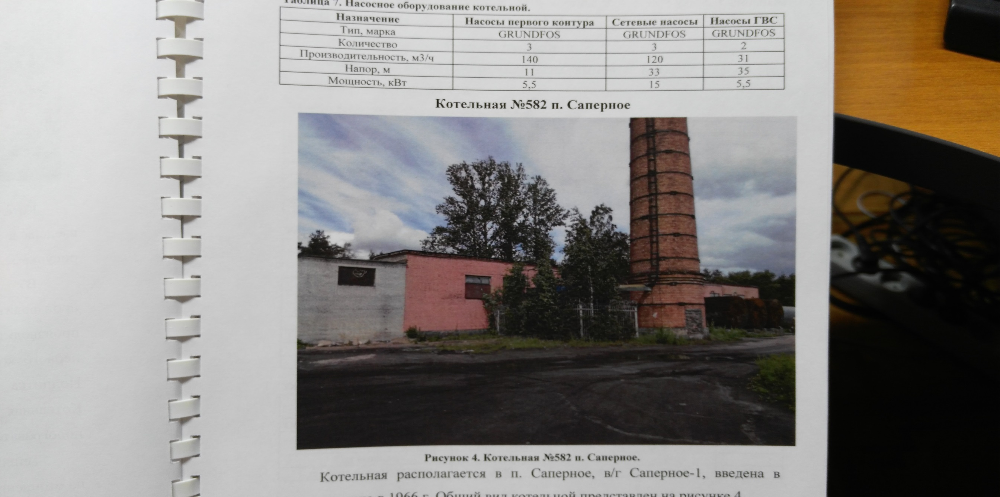 Таблица 7. Насосное оборудование котельной.
Назначение Насосы первого контура Сетевые насосы Насосы ГВС
Тип, марка GRUNDFOS GRUNDFOS GRUNDFOS
Количество 3 3 2
Производительность, м3/ч 140 120 31
Напор, м 11 33 35
Мощность, кВт 5,5 15 5,5
Котельная №582 п. Саперное
Рисунок 4. Котельная №582 п. Саперное.
Котельная располагается в п. Саперное, в/г Саперное-1, введена в
в 1966 г. Общий вид котельной представлен на рисунке 4